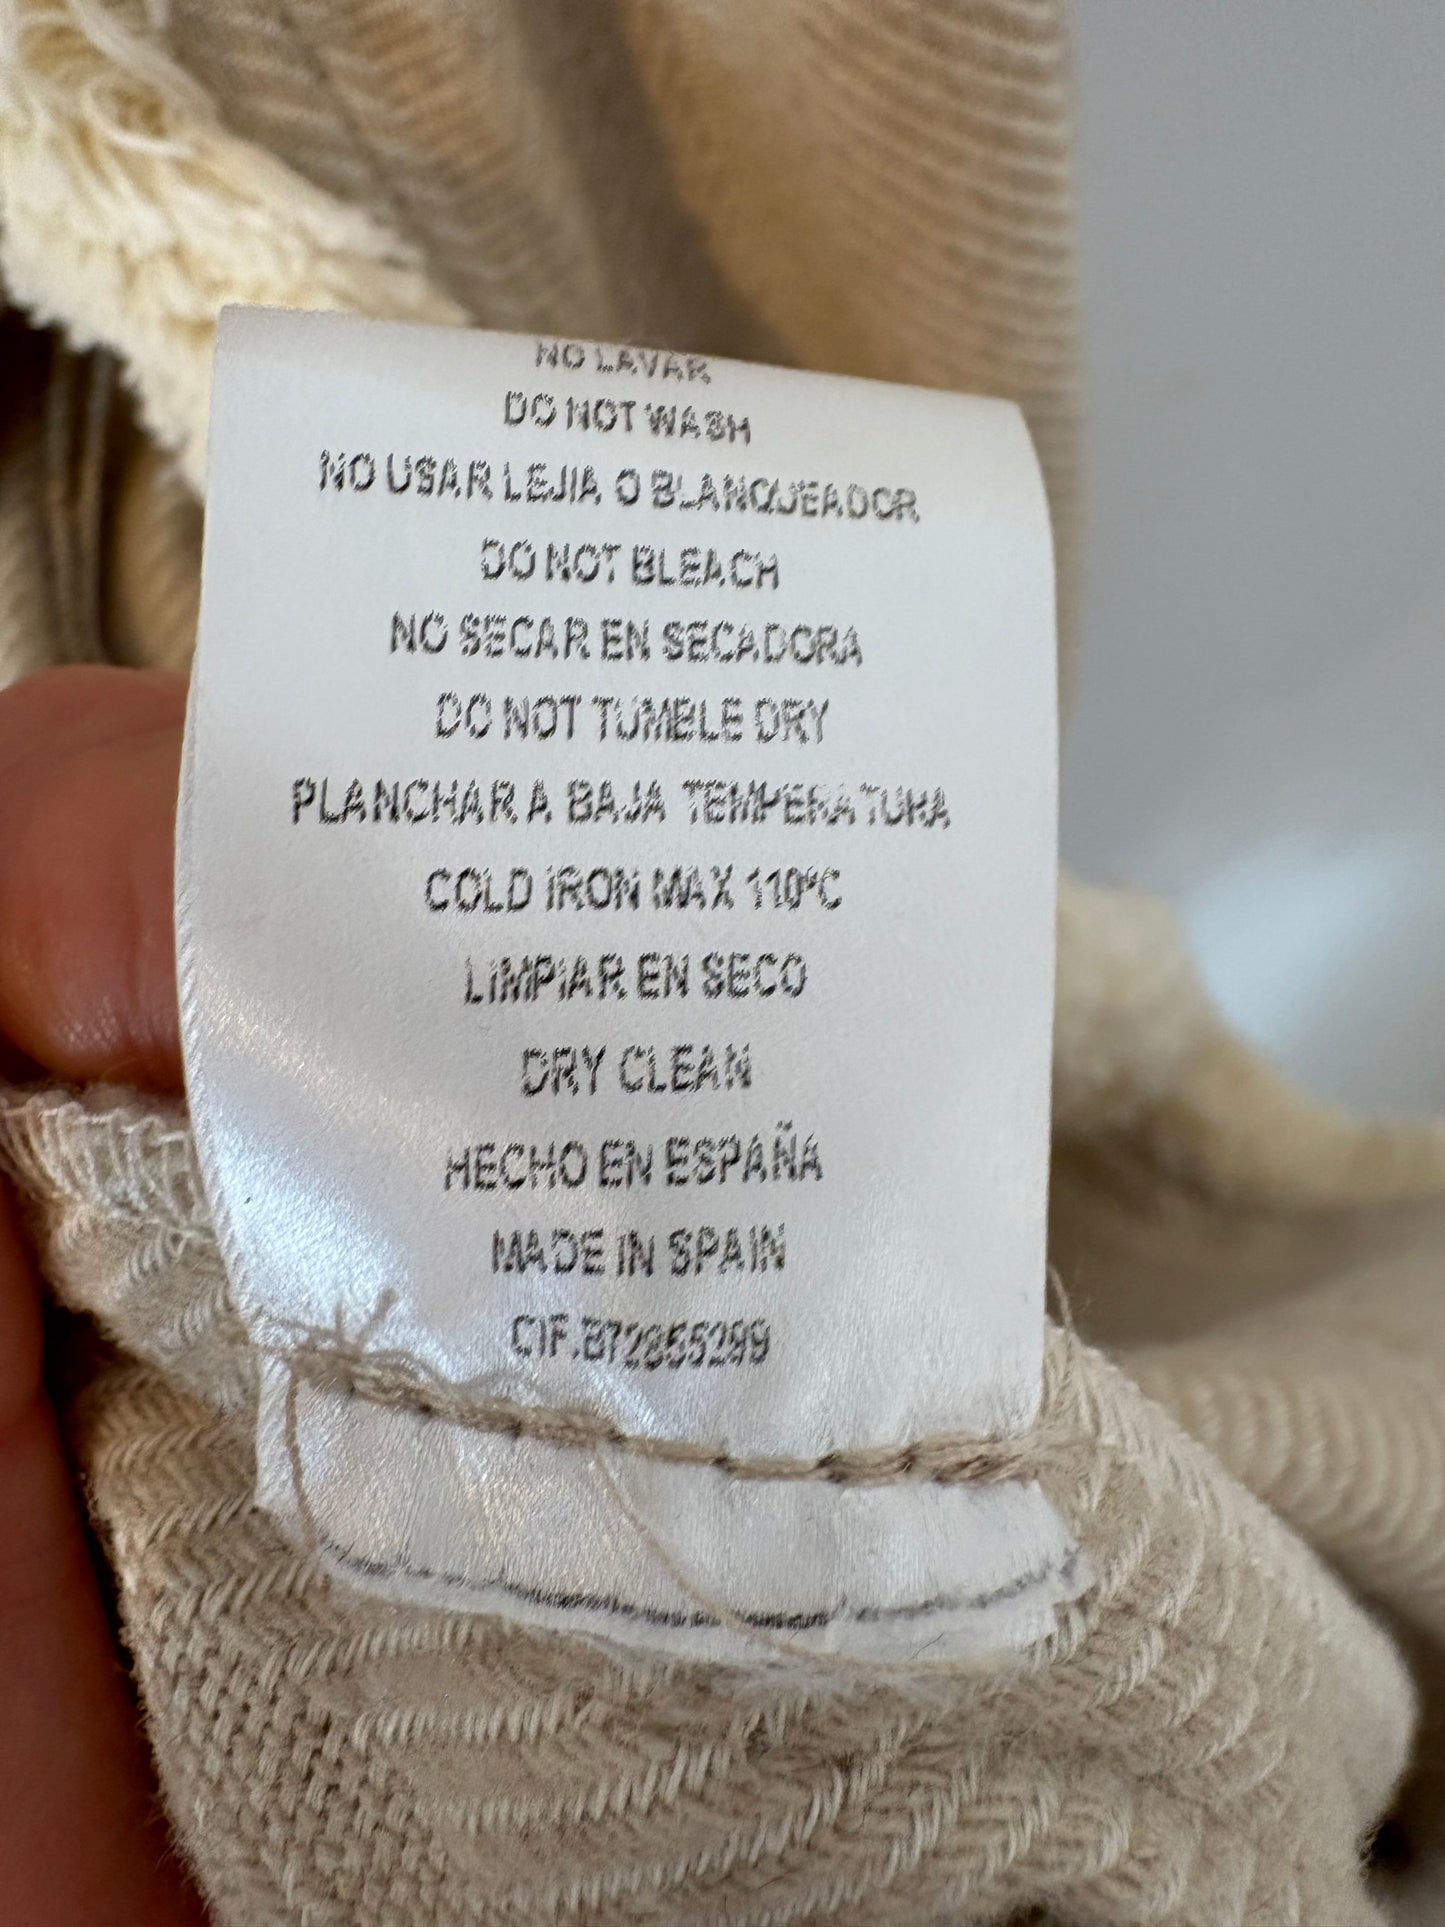 NO LAVAR
DO NOT WASH
NO USAR LEJIA O BLANQUEADOR
DO NOT BLEACH
NO SECAR EN SECADORA
DO NOT TUMBLE DRY
PLANCHAR A BAJA TEMPERATURA
COLD IRON MAX 110ºC
LIMPIAR EN SECO
DRY CLEAN
HECHO EN ESPAÑA
MADE IN SPAIN
CIF.B72855299